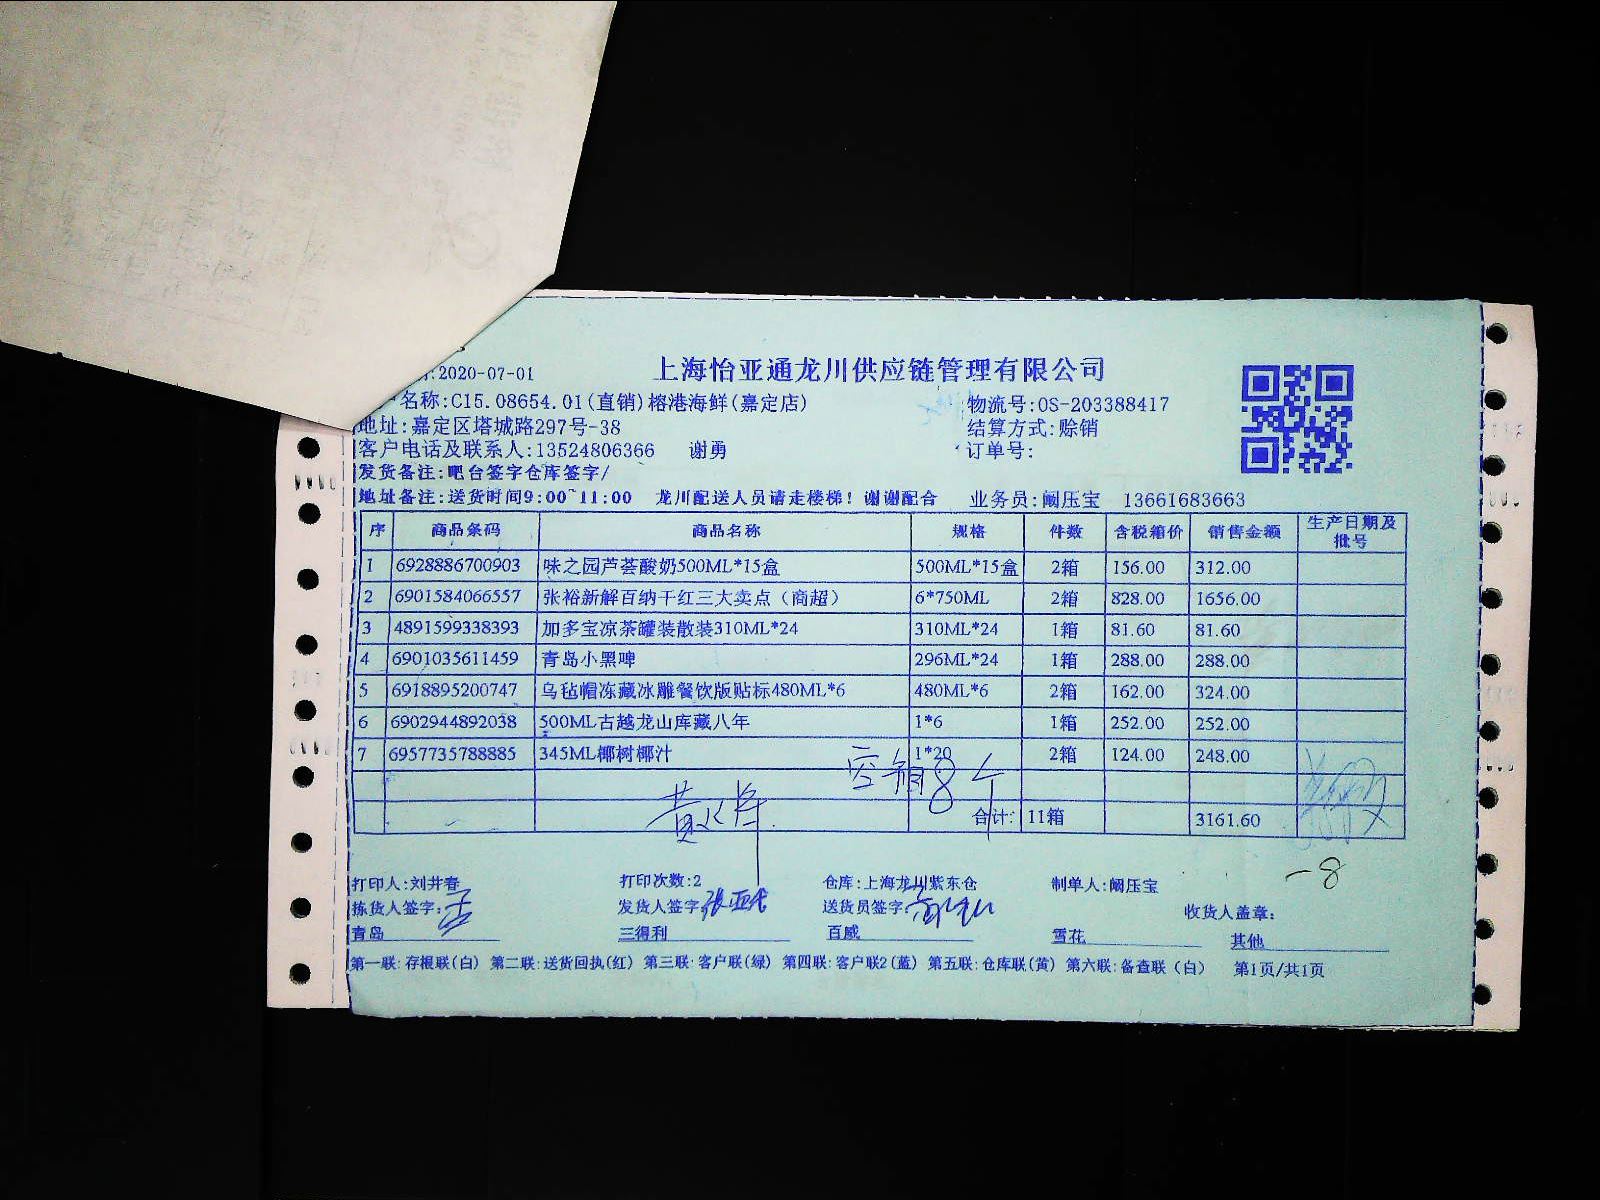 上海怡亚通龙川供应链管理有限公司
:2020-07-01
名称:C15.08654.01(直销)榕港海鲜(嘉定店) 物流号:OS-203388417
地址:嘉定区塔城路297号-38 结算方式:赊销
客户电话及联系人:13524806366 谢勇 订单号:
发货备注:吧台签字仓库签字/
地址备注:送货时间9:00~11:00 龙川配送人员请走楼梯!谢谢配合 业务员:阚压宝 13661683663
序 商品条码 商品名称 规格 件数 含税箱价 销售金额 生产日期及批号
1 6928886700903 味之园芦荟酸奶500ML*15盒 500ML*15盒 2箱 156.00 312.00
2 6901584066557 张裕新解百纳干红三大卖点（商超） 6*750ML 2箱 828.00 1656.00
3 4891599338393 加多宝凉茶罐装散装310ML*24 310ML*24 1箱 81.60 81.60
4 6901035611459 青岛小黑啤 296ML*24 1箱 288.00 288.00
5 6918895200747 乌毡帽冻藏冰雕餐饮版贴标480ML*6 480ML*6 2箱 162.00 324.00
6 6902944892038 500ML古越龙山库藏八年 1*6 1箱 252.00 252.00
7 6957735788885 345ML椰树椰汁 1*20 2箱 124.00 248.00
8个
合计: 11箱 3161.60
-8
打印人:刘井春 打印次数:2 仓库:上海龙川紫东仓 制单人:阚压宝
拣货人签字: 发货人签字: 送货员签字: 收货人盖章:
青岛 三得利 百威 雪花 其他
第一联:存根联(白) 第二联:送货回执(红) 第三联:客户联(绿) 第四联:客户联2(蓝) 第五联:仓库联(黄) 第六联:备查联（白） 第1页/共1页